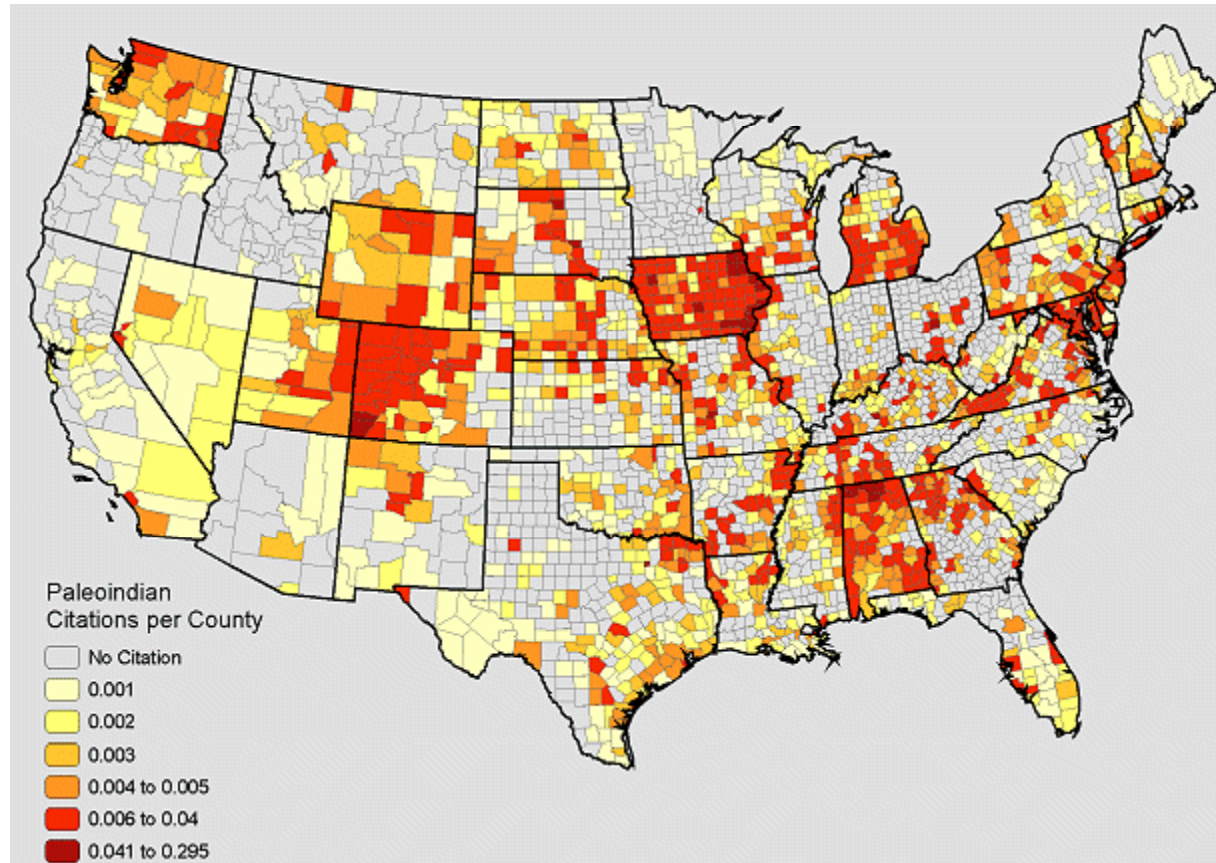 Paleoindian
Citations per County
No Citation
0.001
0.002
0.003
0.004 to 0.005
0.006 to 0.04
0.041 to 0.295